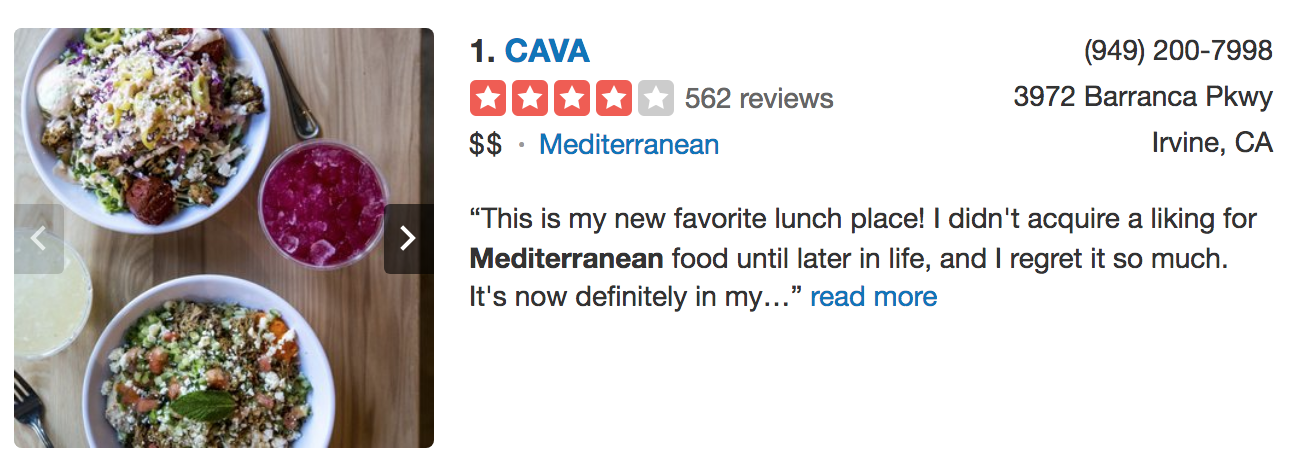 1. CAVA
(949) 200-7998
562 reviews
3972 Barranca Pkwy
$$ · Mediterranean
Irvine, CA
“This is my new favorite lunch place! I didn't acquire a liking for
Mediterranean food until later in life, and I regret it so much.
It's now definitely in my…” read more